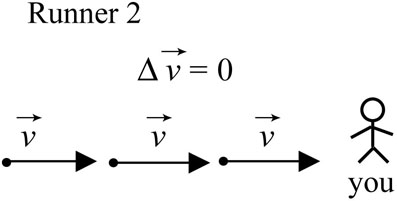 Runner 2
Δv⃗ = 0
v⃗ v⃗ v⃗
you